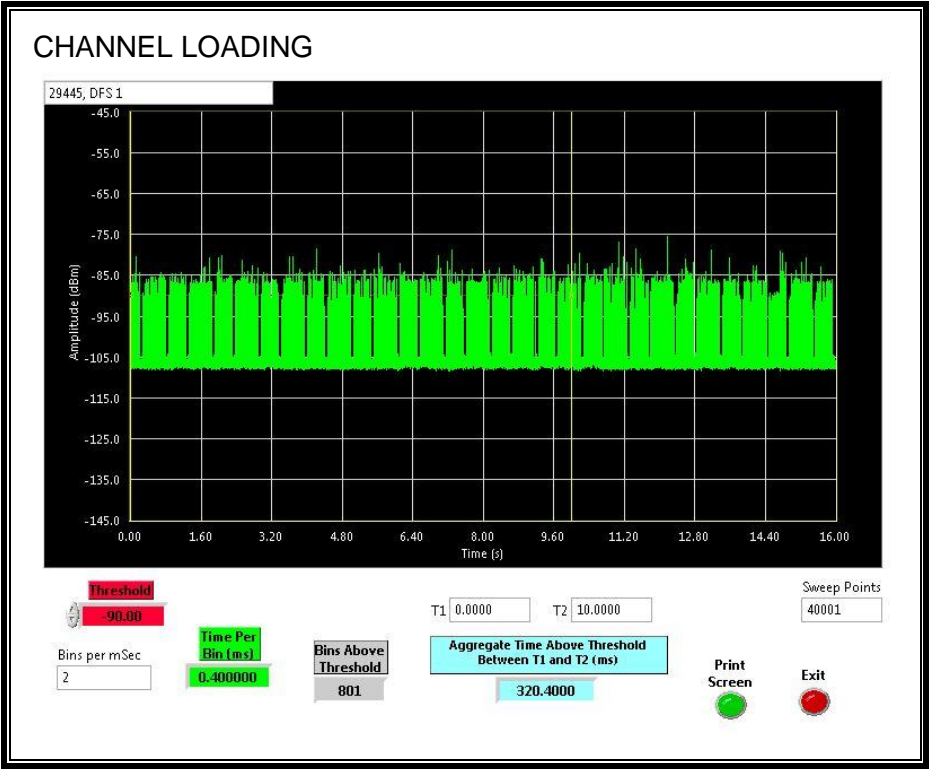 CHANNEL LOADING
29445, DFS 1
-45.0
-55.0
-65.0
-75.0
-85.0
-95.0
-105.0
-115.0
-125.0
-135.0
-145.0
Amplitude (dBm)
0.00 1.60 3.20 4.80 6.40 8.00 9.60 11.20 12.80 14.40 16.00
Time (s)
Threshold
-90.00
Bins per mSec
2
Time Per
Bin (ms)
0.400000
Bins Above
Threshold
801
T1 0.0000 T2 10.0000
Aggregate Time Above Threshold
Between T1 and T2 (ms)
320.4000
Sweep Points
40001
Print
Screen
Exit